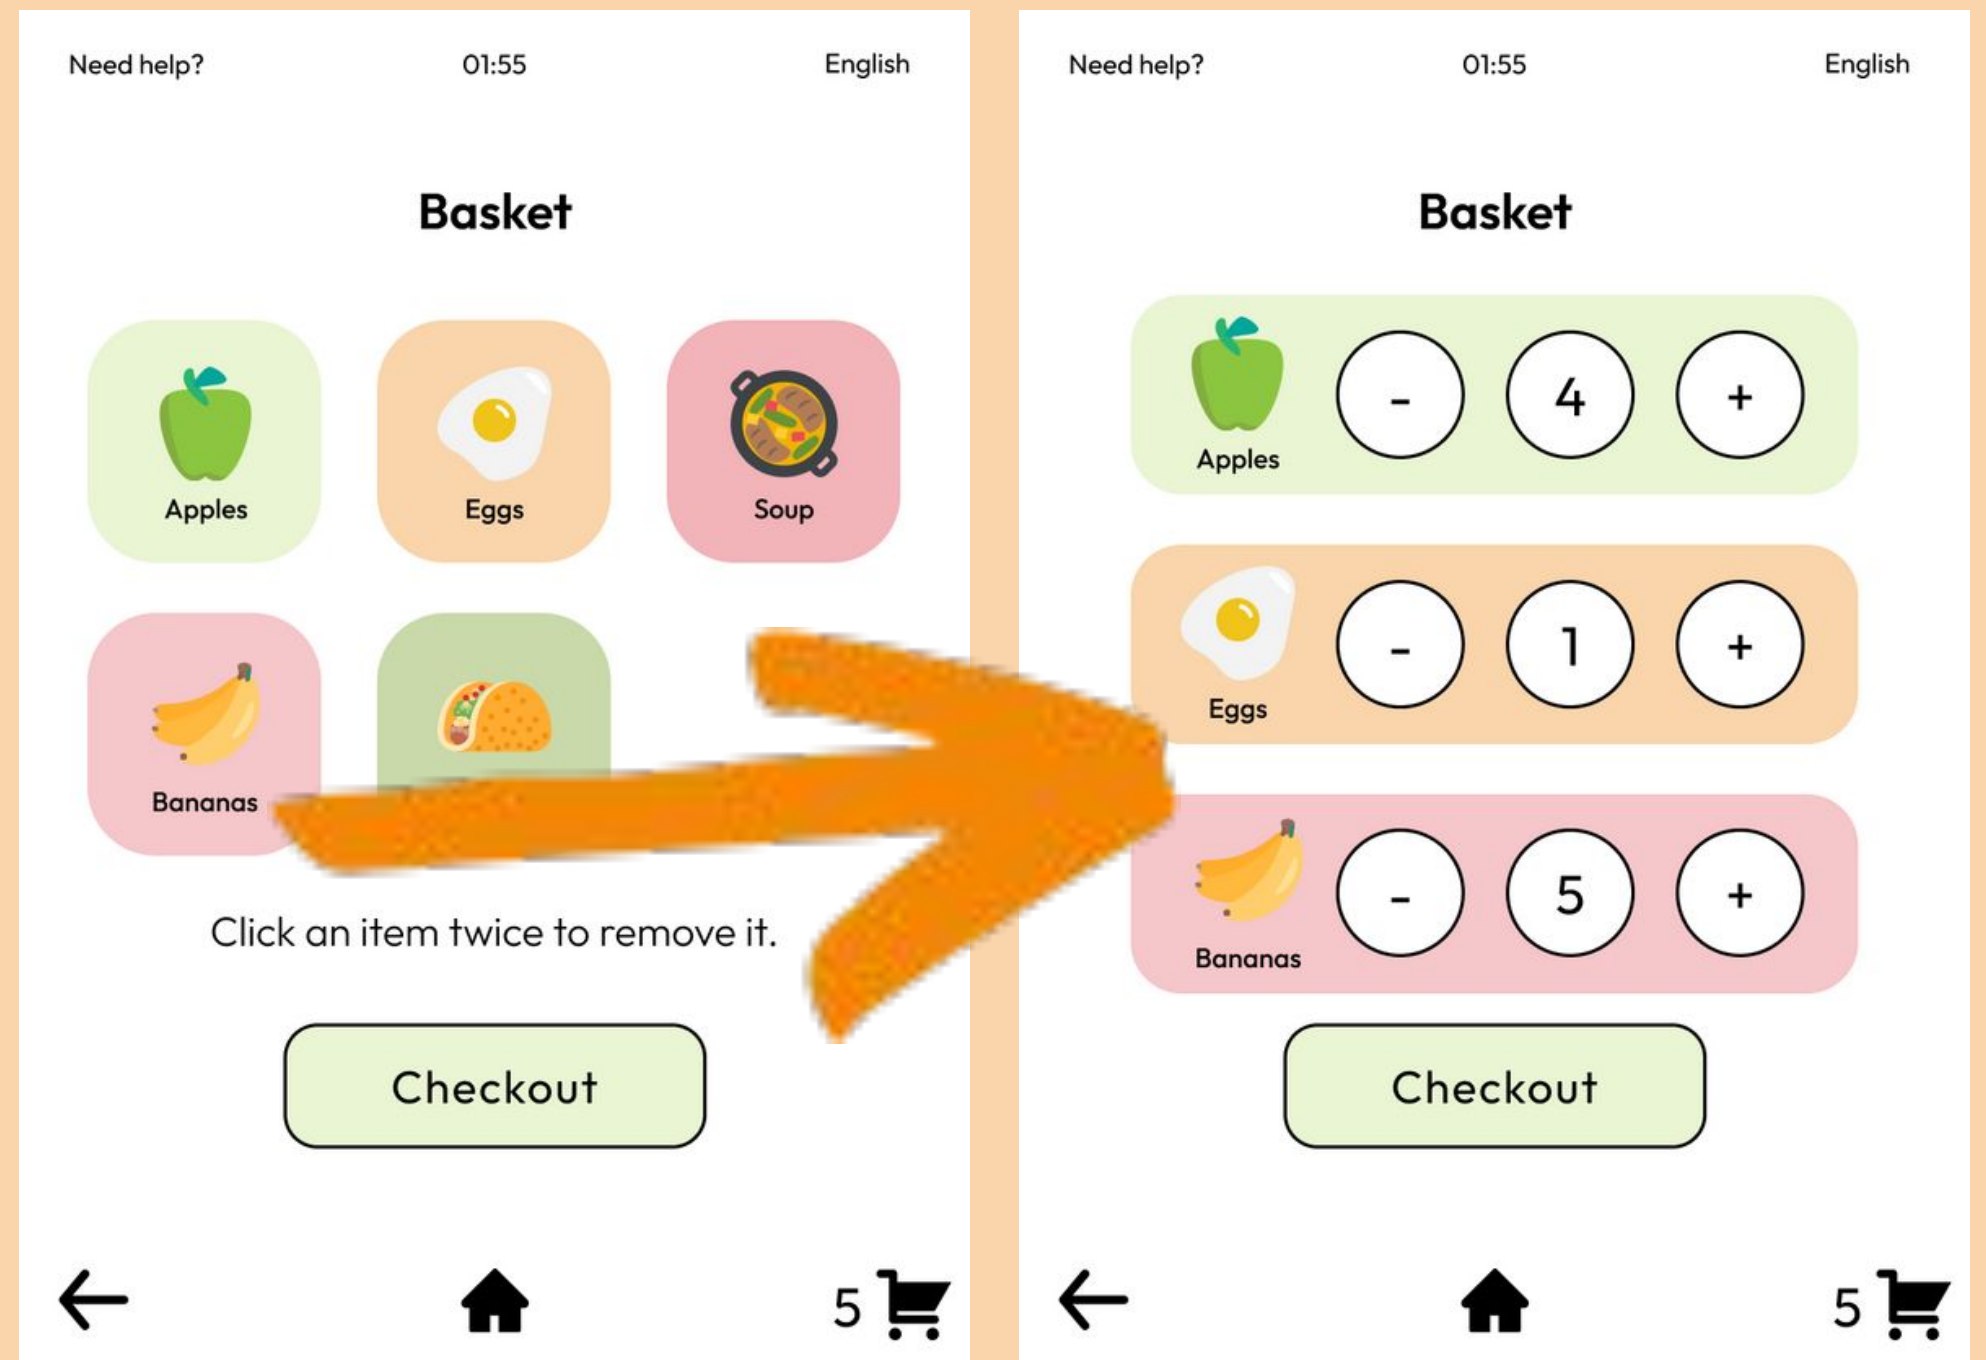 Need help? 01:55 English
Basket
Apples Eggs Soup
Bananas
Click an item twice to remove it.
Checkout
5
Need help? 01:55 English
Basket
- 4 +
Apples
- 1 +
Eggs
- 5 +
Bananas
Checkout
5